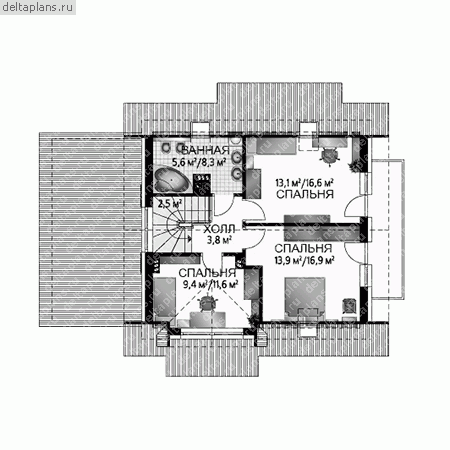 deltaplans.ru
ВАННАЯ
5,6 м²/8,3 м²
13,1 м²/16,6 м²
СПАЛЬНЯ
2,5 м²
ХОЛЛ
3,8 м²
СПАЛЬНЯ
13,9 м²/16,9 м²
СПАЛЬНЯ
9,4 м²/11,6 м²